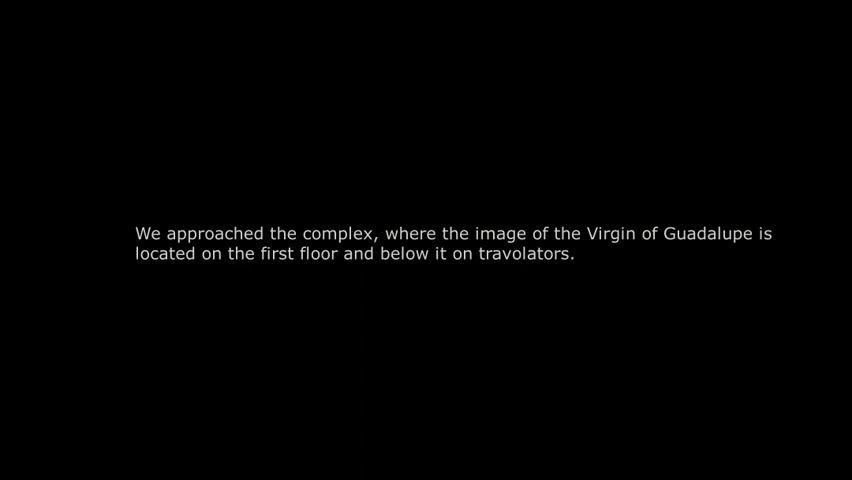 We approached the complex, where the image of the Virgin of Guadalupe is
located on the first floor and below it on travolators.